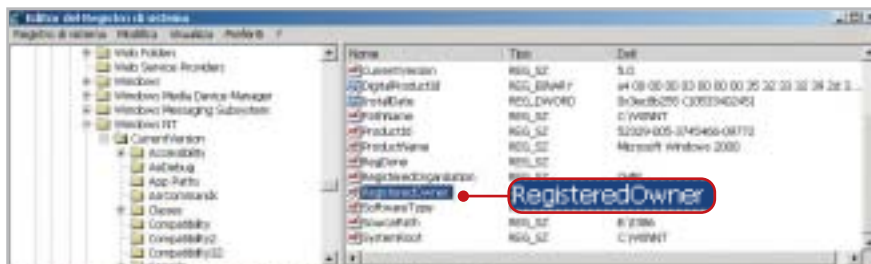 Editor del Registro di sistema
Registro di sistema Modifica Visualizza Preferiti ?
Web Folders
Web Service Providers
Windows
Windows Media Device Manager
Windows Messaging Subsystem
Windows NT
CurrentVersion
Accessibility
AeDebug
App Paths
Classes
Compatibility
Compatibility2
Compatibility32
Nome Tipo Dati
CurrentVersion REG_SZ 5.0
DigitalProductId REG_BINARY
InstallDate REG_DWORD
PathName REG_SZ C:\WINNT
ProductId REG_SZ
ProductName REG_SZ Microsoft Windows 2000
RegDone REG_SZ
RegisteredOrganization REG_SZ
RegisteredOwner
RegisteredOwner
SoftwareType REG_SZ
SourcePath REG_SZ
SystemRoot REG_SZ C:\WINNT